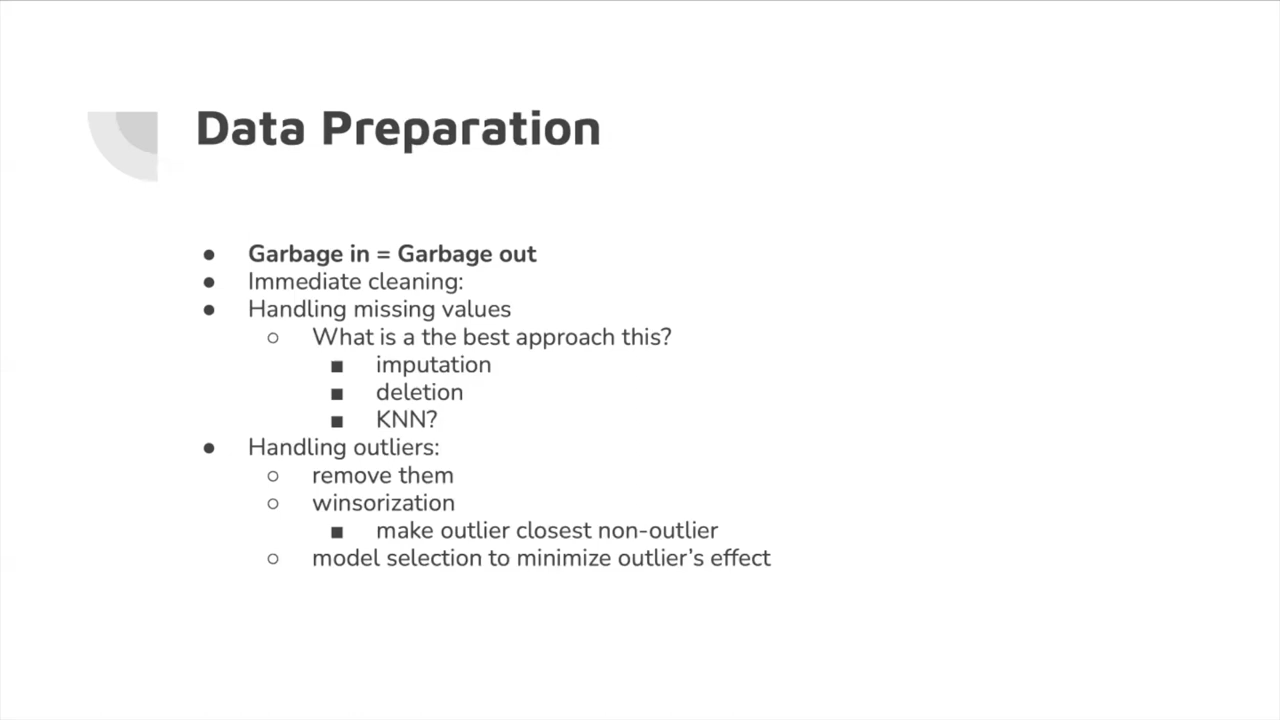 Data Preparation
● Garbage in = Garbage out
● Immediate cleaning:
● Handling missing values
○ What is a the best approach this?
■ imputation
■ deletion
■ KNN?
● Handling outliers:
○ remove them
○ winsorization
■ make outlier closest non-outlier
○ model selection to minimize outlier’s effect